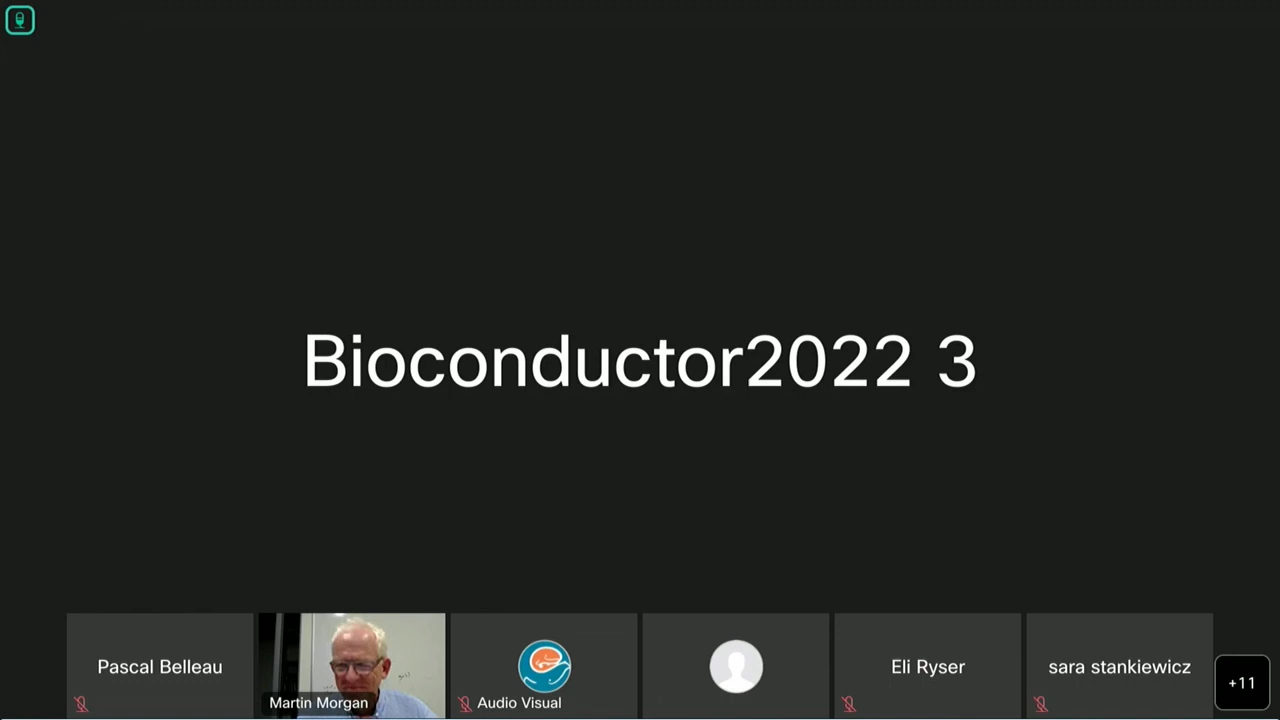 Bioconductor2022 3
Pascal Belleau
Martin Morgan
Audio Visual
Eli Ryser
sara stankiewicz
+11